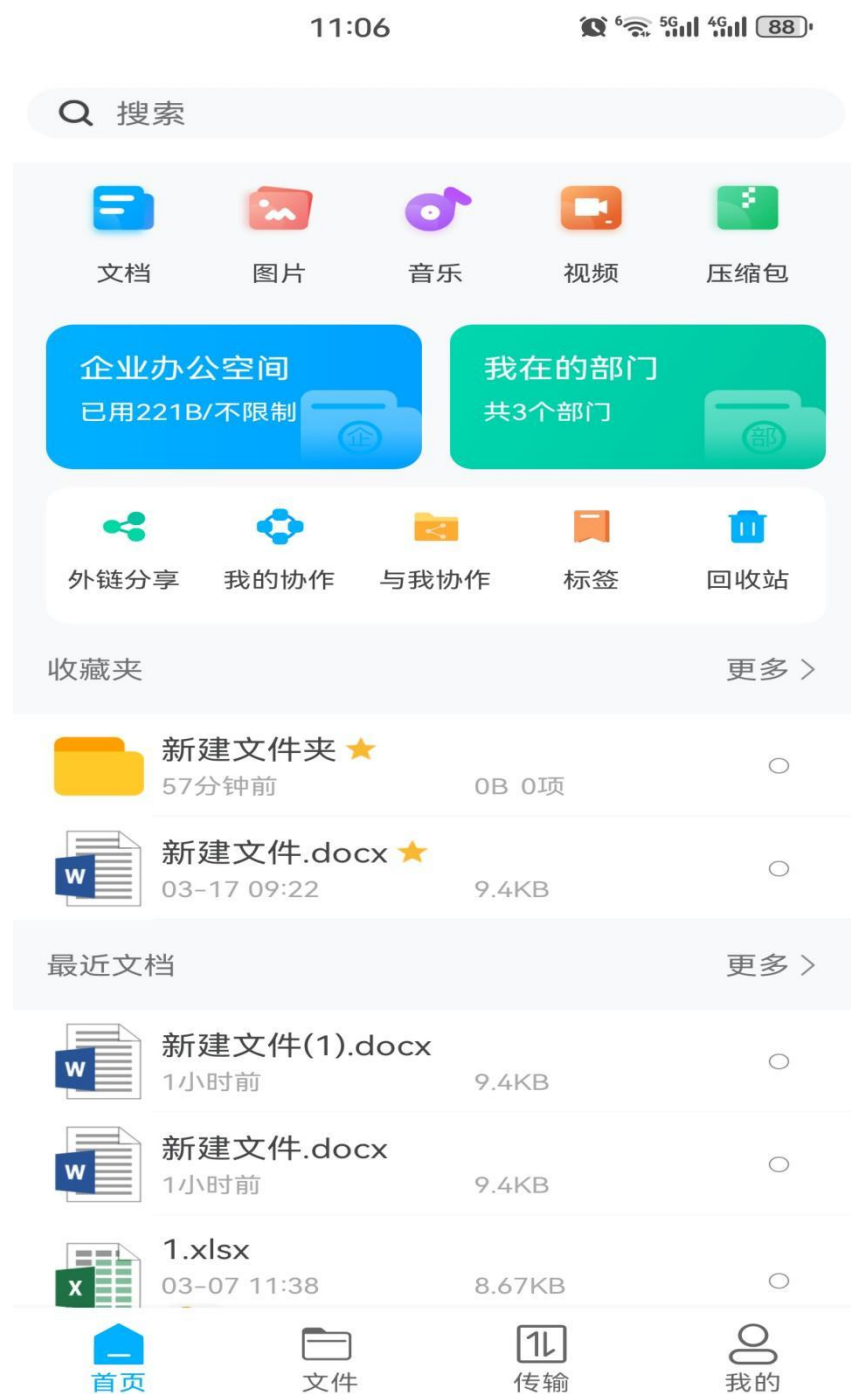 11:06
6 5G 4G 88
搜索
文档 图片 音乐 视频 压缩包
企业办公空间
已用221B/不限制
企
我在的部门
共3个部门
部
外链分享 我的协作 与我协作 标签 回收站
收藏夹 更多
新建文件夹
57分钟前 0B 0项
W
新建文件.docx
03-17 09:22 9.4KB
最近文档 更多
W
新建文件(1).docx
1小时前 9.4KB
W
新建文件.docx
1小时前 9.4KB
X
1.xlsx
03-07 11:38 8.67KB
首页 文件 传输 我的